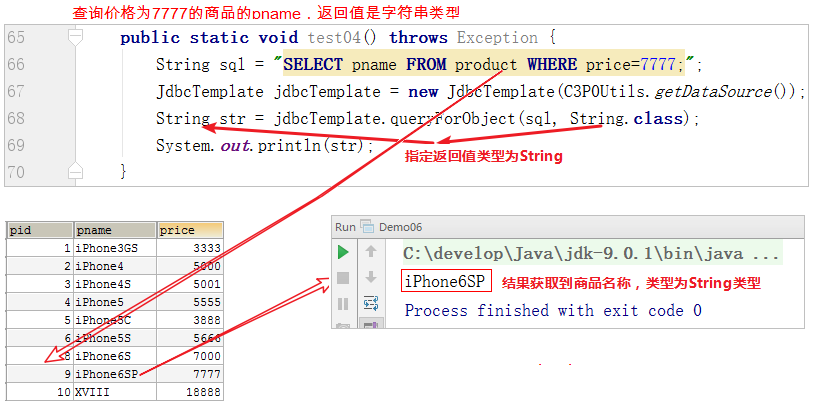 查询价格为7777的商品的pname，返回值是字符串类型
65 public static void test04() throws Exception {
66 String sql = "SELECT pname FROM product WHERE price=7777;";
67 JdbcTemplate jdbcTemplate = new JdbcTemplate(C3P0Utils.getDataSource());
68 String str = jdbcTemplate.queryForObject(sql, String.class);
69 System.out.println(str);
指定返回值类型为String
70 }
pid pname price
1 iPhone3GS 3333
2 iPhone4 5000
3 iPhone4S 5001
4 iPhone5 5555
5 iPhone5C 3888
6 iPhone5S 5666
8 iPhone6S 7000
9 iPhone6SP 7777
10 XVIII 18888
Run Demo06
C:\develop\Java\jdk-9.0.1\bin\java ...
iPhone6SP 结果获取到商品名称，类型为String类型
Process finished with exit code 0